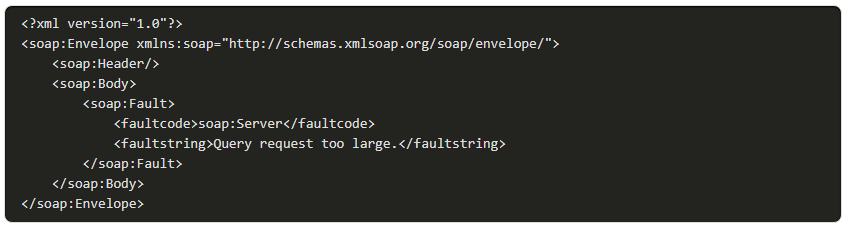 <?xml version="1.0"?>
<soap:Envelope xmlns:soap="http://schemas.xmlsoap.org/soap/envelope/">
    <soap:Header/>
    <soap:Body>
        <soap:Fault>
            <faultcode>soap:Server</faultcode>
            <faultstring>Query request too large.</faultstring>
        </soap:Fault>
    </soap:Body>
</soap:Envelope>